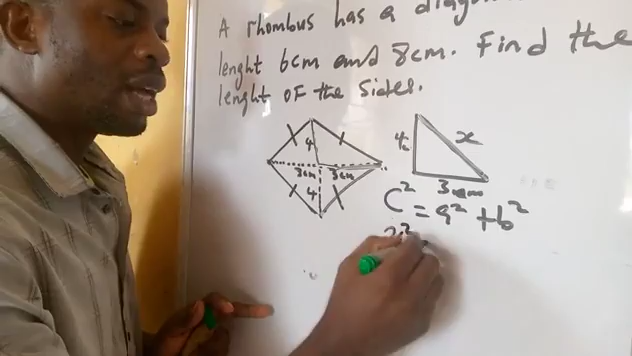 A rhombus has a
lenght 6cm and 8cm. Find the
lenght of the Sides.
4
3cm 3cm
4
4
x
3cm
C² = a² + b²